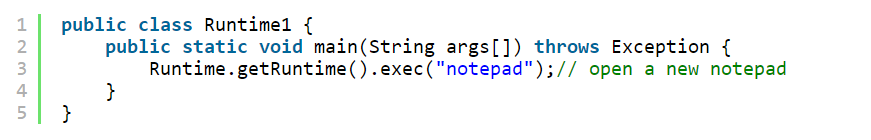 1 public class Runtime1 {
2     public static void main(String args[]) throws Exception {
3         Runtime.getRuntime().exec("notepad");// open a new notepad
4     }
5 }